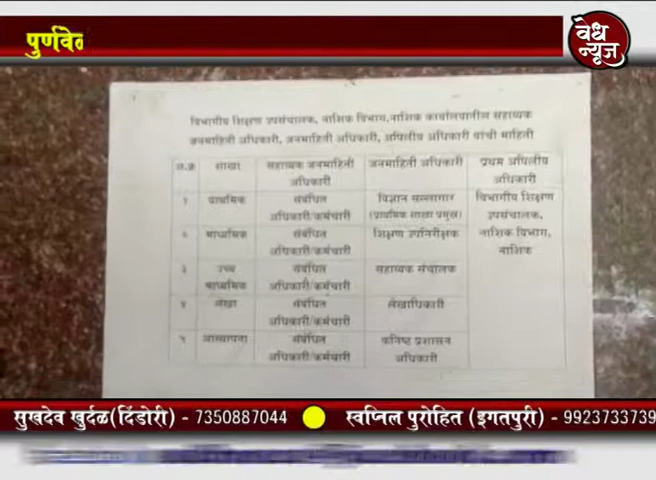 पुर्णवेळ
वेध
न्यूज
विभागीय शिक्षण उपसंचालक, नाशिक विभाग,नाशिक कार्यालयातील सहाय्यक
जनमाहिती अधिकारी, जनमाहिती अधिकारी, अपिलीय अधिकारी यांची माहिती
अ.क्र शाखा सहाय्यक जनमाहिती अधिकारी जनमाहिती अधिकारी प्रथम अपिलीय अधिकारी
१ प्राथमिक संबंधित अधिकारी/कर्मचारी विज्ञान सल्लागार (प्राथमिक शाखा प्रमुख) विभागीय शिक्षण उपसंचालक, नाशिक विभाग, नाशिक
२ माध्यमिक संबंधित अधिकारी/कर्मचारी शिक्षण उपनिरीक्षक
३ उच्च माध्यमिक संबंधित अधिकारी/कर्मचारी सहाय्यक संचालक
४ लेखा संबंधित अधिकारी/कर्मचारी लेखाधिकारी
५ आस्थापना संबंधित अधिकारी/कर्मचारी कनिष्ट प्रशासन अधिकारी
सुखदेव खुर्दळ(दिंडोरी) - 7350887044 स्वप्निल पुरोहित (इगतपुरी) - 9923733739